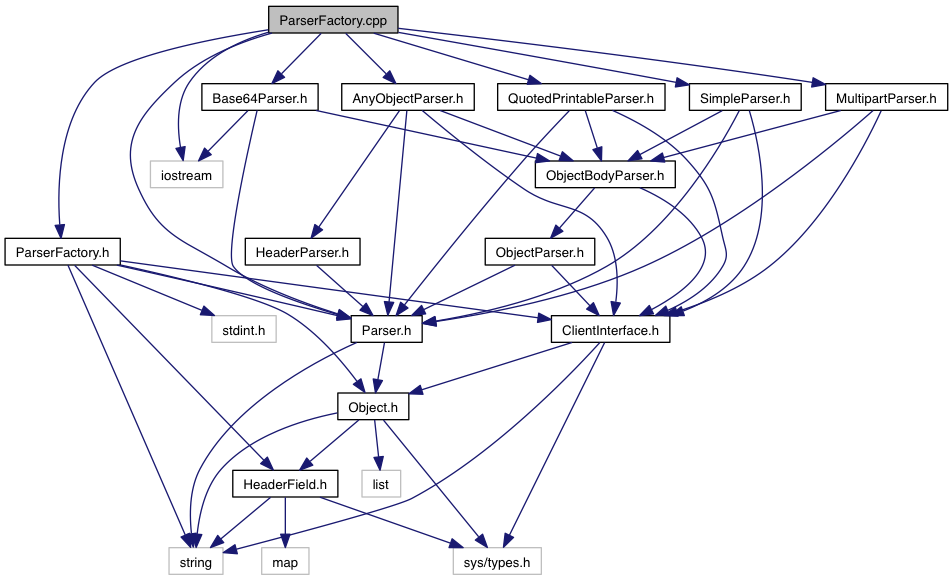 ParserFactory.cpp
Base64Parser.h
AnyObjectParser.h
QuotedPrintableParser.h
SimpleParser.h
MultipartParser.h
iostream
ObjectBodyParser.h
ParserFactory.h
HeaderParser.h
ObjectParser.h
stdint.h
Parser.h
ClientInterface.h
Object.h
HeaderField.h
list
string
map
sys/types.h